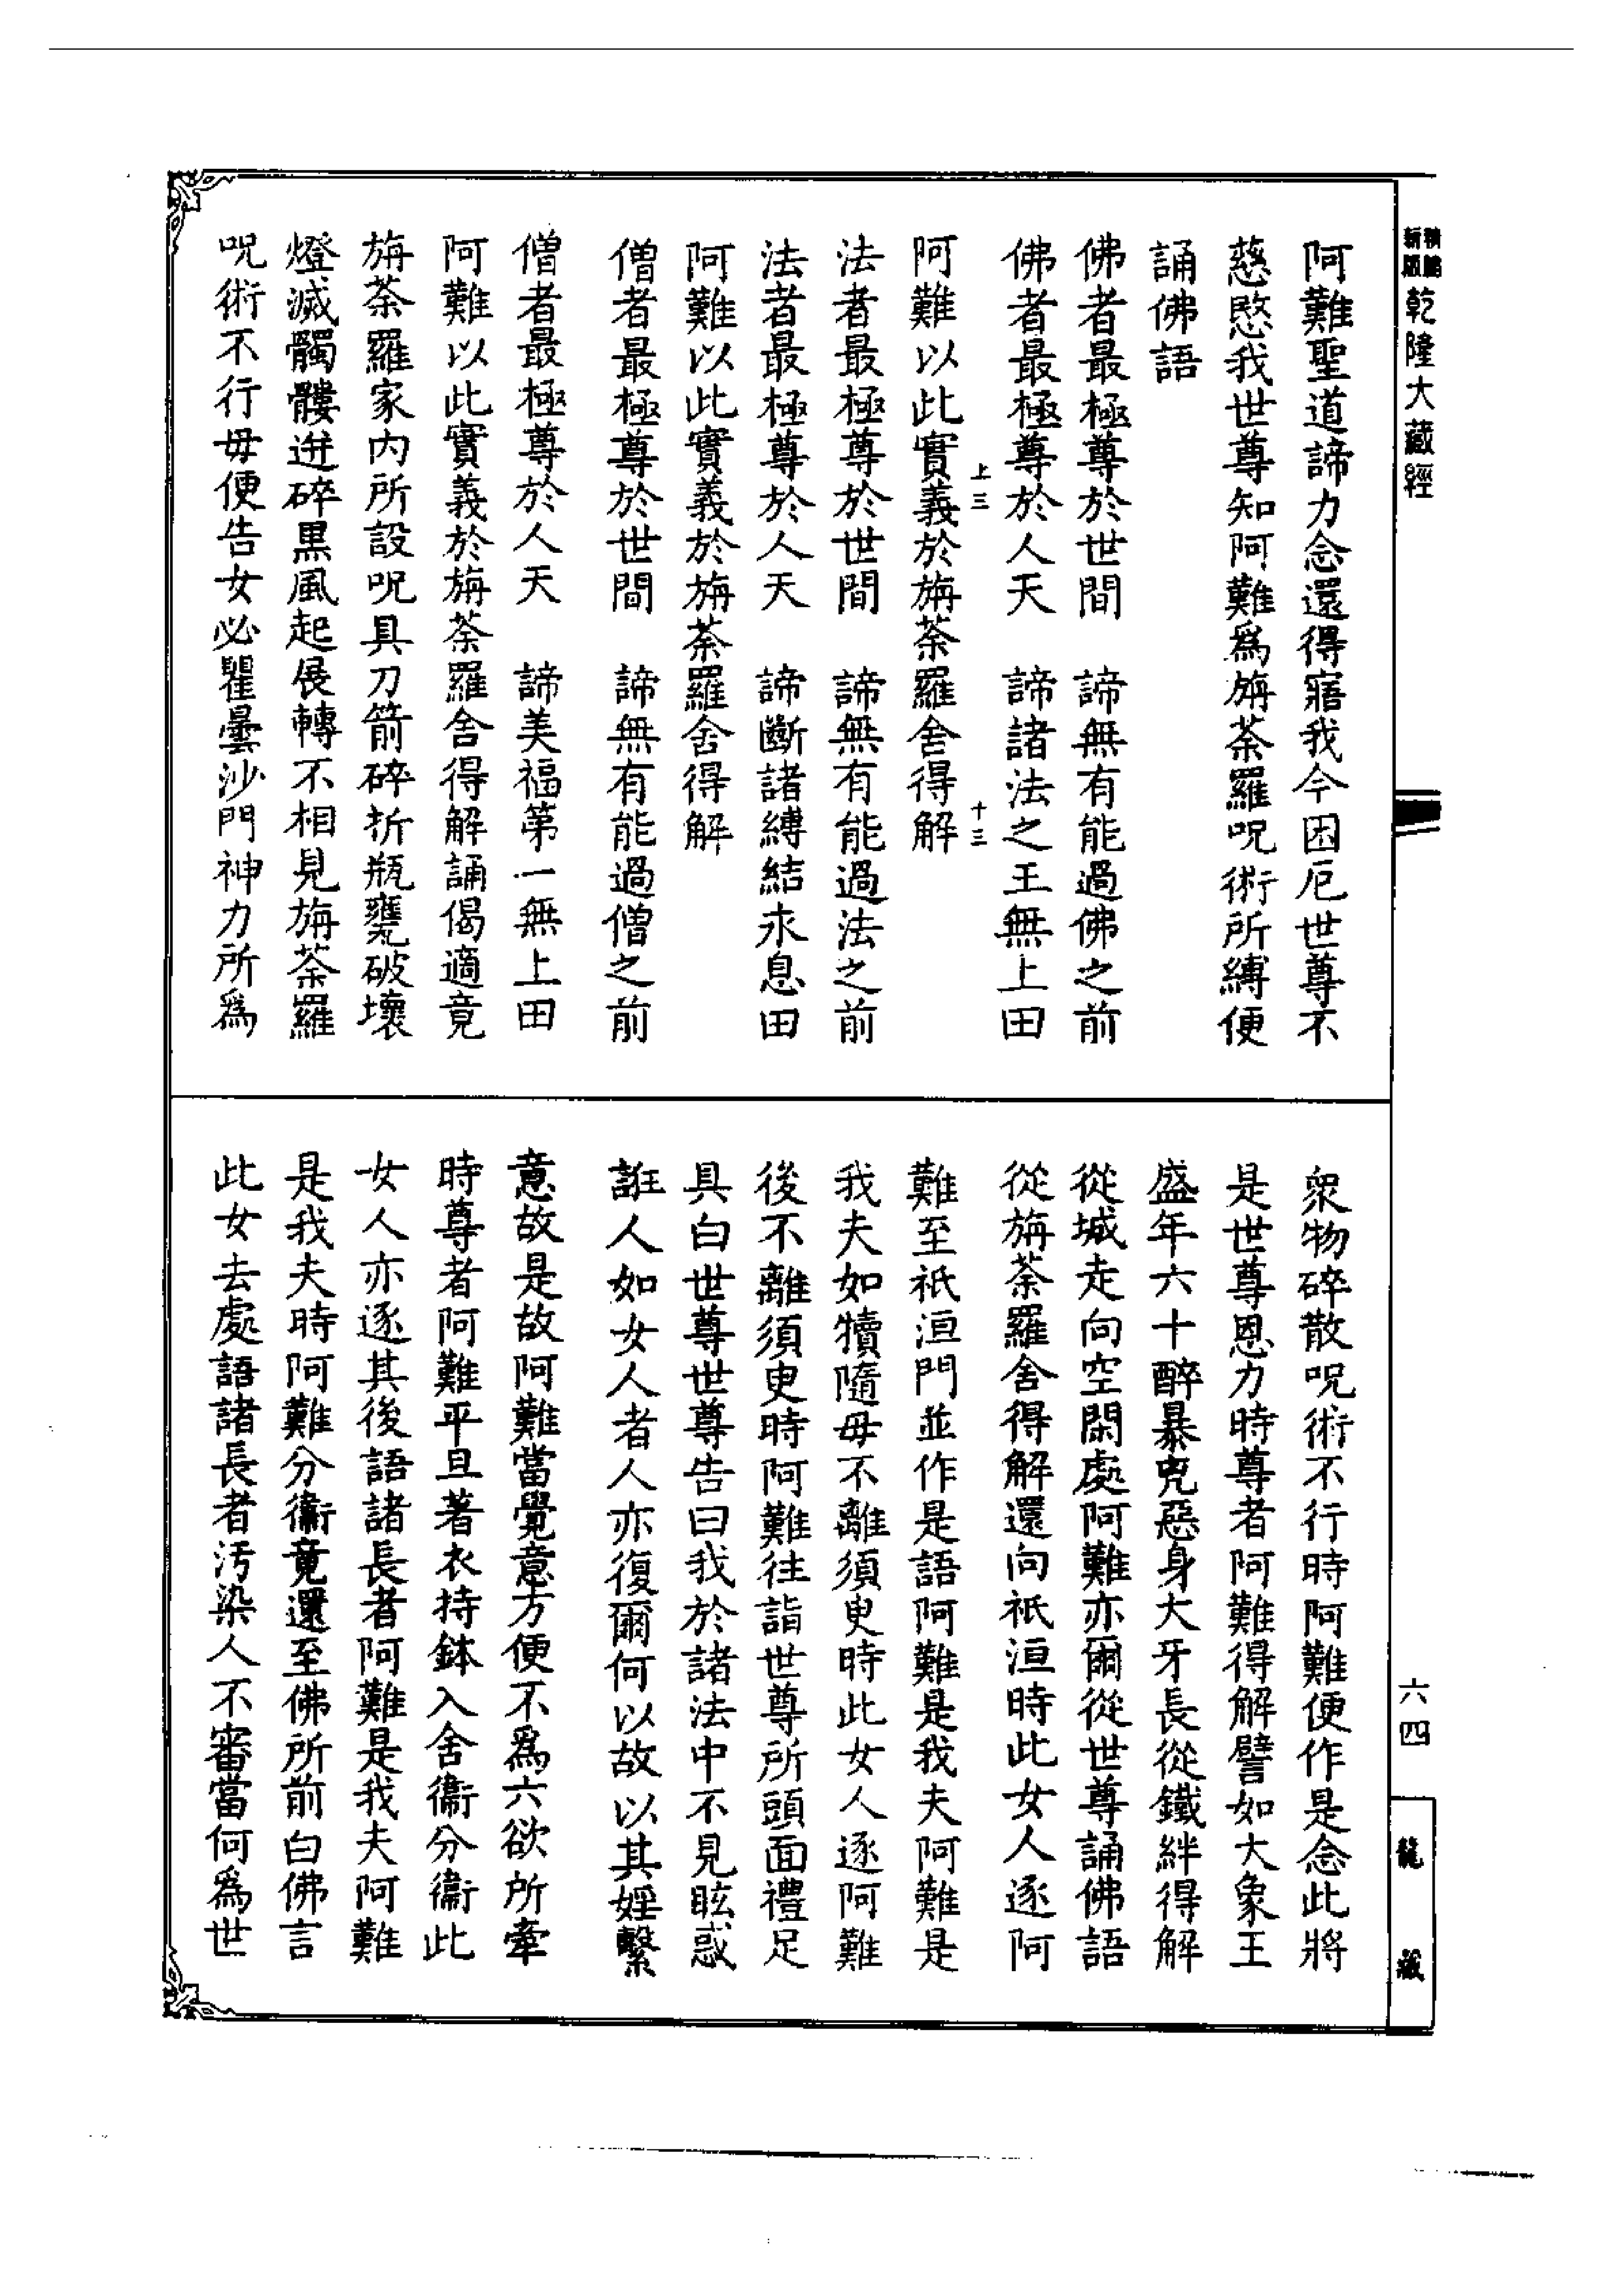 乾隆大藏經
阿難聖道諦力念還得寤我今困厄世尊不
慈愍我世尊知阿難爲旃荼羅呪術所縛便
誦佛語
佛者最極尊於世間　諦無有能過佛之前
佛者最極尊於人天　諦諸法之王無上田
上三　十三
阿難以此實義於旃荼羅舍得解
法者最極尊於世間　諦無有能過法之前
法者最極尊於人天　諦斷諸縛結永息田
阿難以此實義於旃荼羅舍得解
僧者最極尊於世間　諦無有能過僧之前
僧者最極尊於人天　諦美福第一無上田
阿難以此實義於旃荼羅舍得解誦偈適竟
旃荼羅家內所設呪具刀箭碎折瓶甕破壞
燈滅髑髏迸碎黑風起展轉不相見旃荼羅
呪術不行母便告女必瞿曇沙門神力所爲
衆物碎散呪術不行時阿難便作是念此將
是世尊恩力時尊者阿難得解譬如大象王
盛年六十醉暴兇惡身大牙長從鐵絆得解
從城走向空閑處阿難亦爾從世尊誦佛語
從旃荼羅舍得解還向祇洹時此女人逐阿
難至祇洹門並作是語阿難是我夫阿難是
我夫如犢隨母不離須臾時此女人逐阿難
後不離須臾時阿難往詣世尊所頭面禮足
具白世尊世尊告曰我於諸法中不見眩惑
誑人如女人者人亦復爾何以故以其婬繫
意故是故阿難當覺意方便不爲六欲所牽
時尊者阿難平旦著衣持鉢入舍衞分衞此
女人亦逐其後語諸長者阿難是我夫阿難
是我夫時阿難分衞竟還至佛所前白佛言
此女去處語諸長者汚染人不審當何爲世
六四
龍藏